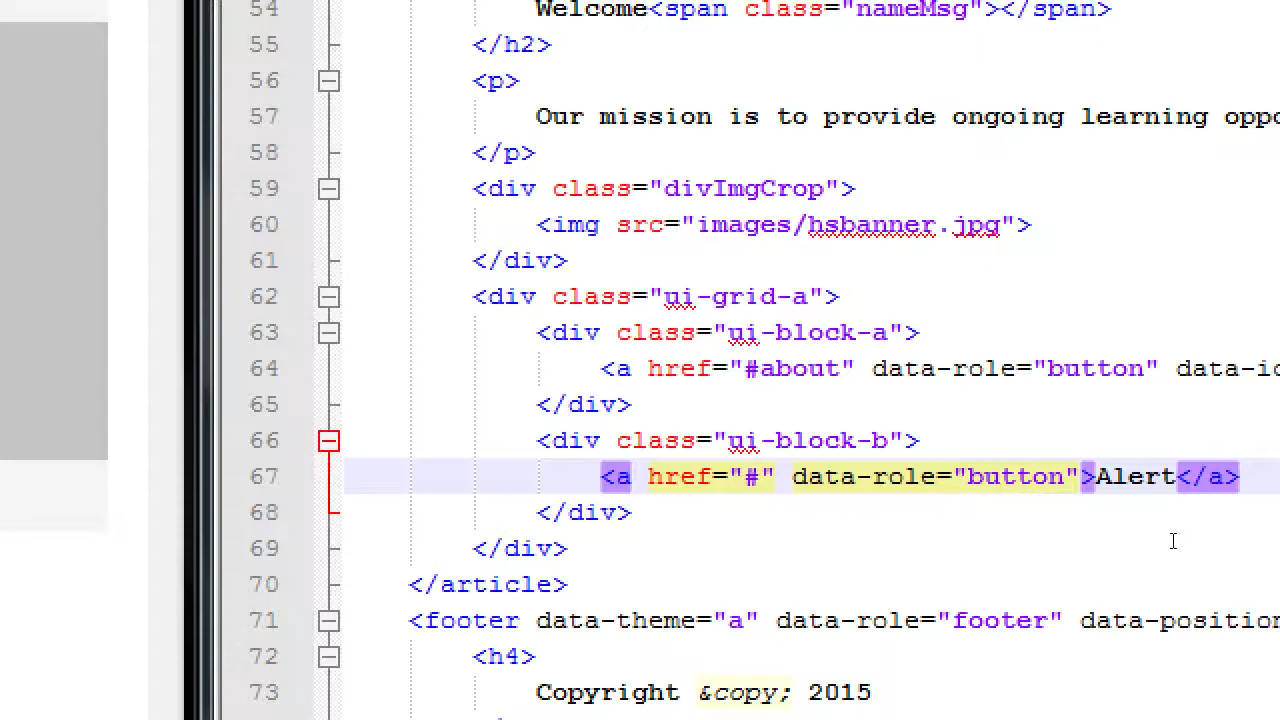 54 Welcome<span class="nameMsg"></span>
55 </h2>
56 <p>
57 Our mission is to provide ongoing learning
58 </p>
59 <div class="divImgCrop">
60 <img src="images/hsbanner.jpg">
61 </div>
62 <div class="ui-grid-a">
63 <div class="ui-block-a">
64 <a href="#about" data-role="button"
65 </div>
66 <div class="ui-block-b">
67 <a href="#" data-role="button">Alert</a>
68 </div>
69 </div>
70 </article>
71 <footer data-theme="a" data-role="footer" data-position
72 <h4>
73 Copyright &copy; 2015